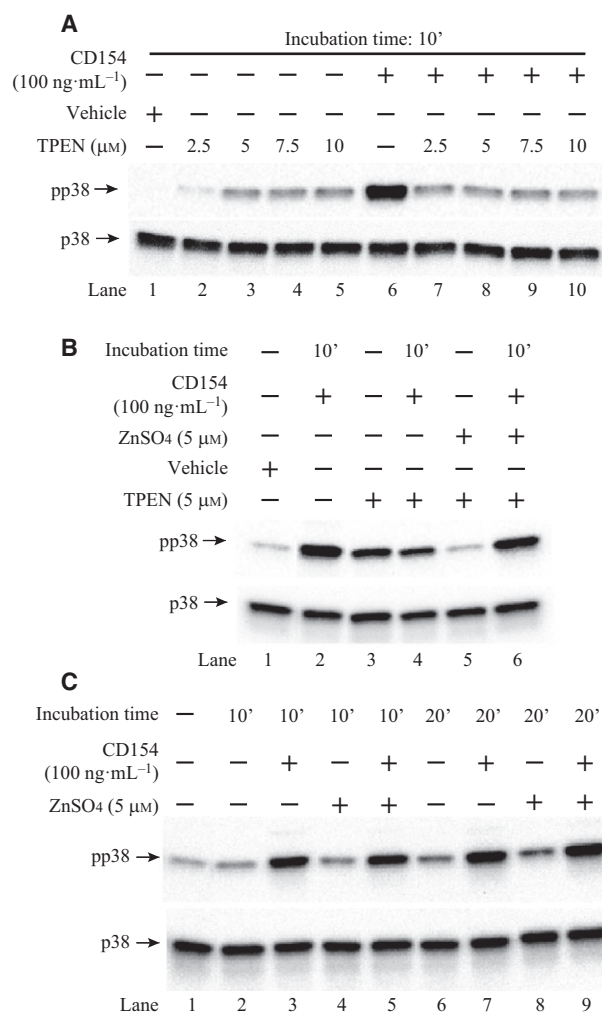 A
Incubation time: 10’
CD154
(100 ng·mL⁻¹) – – – – – + + + + +
Vehicle + – – – – – – – – –
TPEN (μM) – 2.5 5 7.5 10 – 2.5 5 7.5 10
pp38
p38
Lane 1 2 3 4 5 6 7 8 9 10
B
Incubation time – 10’ – 10’ – 10’
CD154
(100 ng·mL⁻¹) – + – + – +
ZnSO4 (5 μM) – – – – + +
Vehicle + – – – – –
TPEN (5 μM) – – + + + +
pp38
p38
Lane 1 2 3 4 5 6
C
Incubation time – 10’ 10’ 10’ 10’ 20’ 20’ 20’ 20’
CD154
(100 ng·mL⁻¹) – – + – + – + – +
ZnSO4 (5 μM) – – – + + – – + +
pp38
p38
Lane 1 2 3 4 5 6 7 8 9